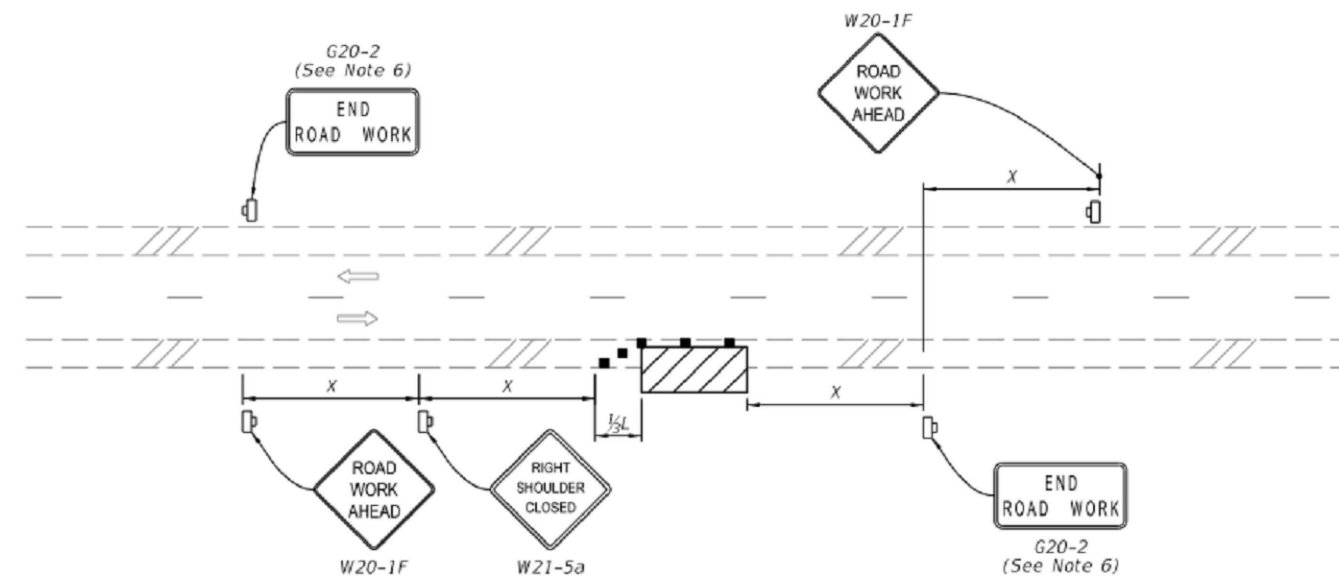 W20-1F
ROAD
WORK
AHEAD
G20-2
(See Note 6)
END
ROAD WORK
X
X
X
X
⅓L
ROAD
WORK
AHEAD
W20-1F
RIGHT
SHOULDER
CLOSED
W21-5a
END
ROAD WORK
G20-2
(See Note 6)